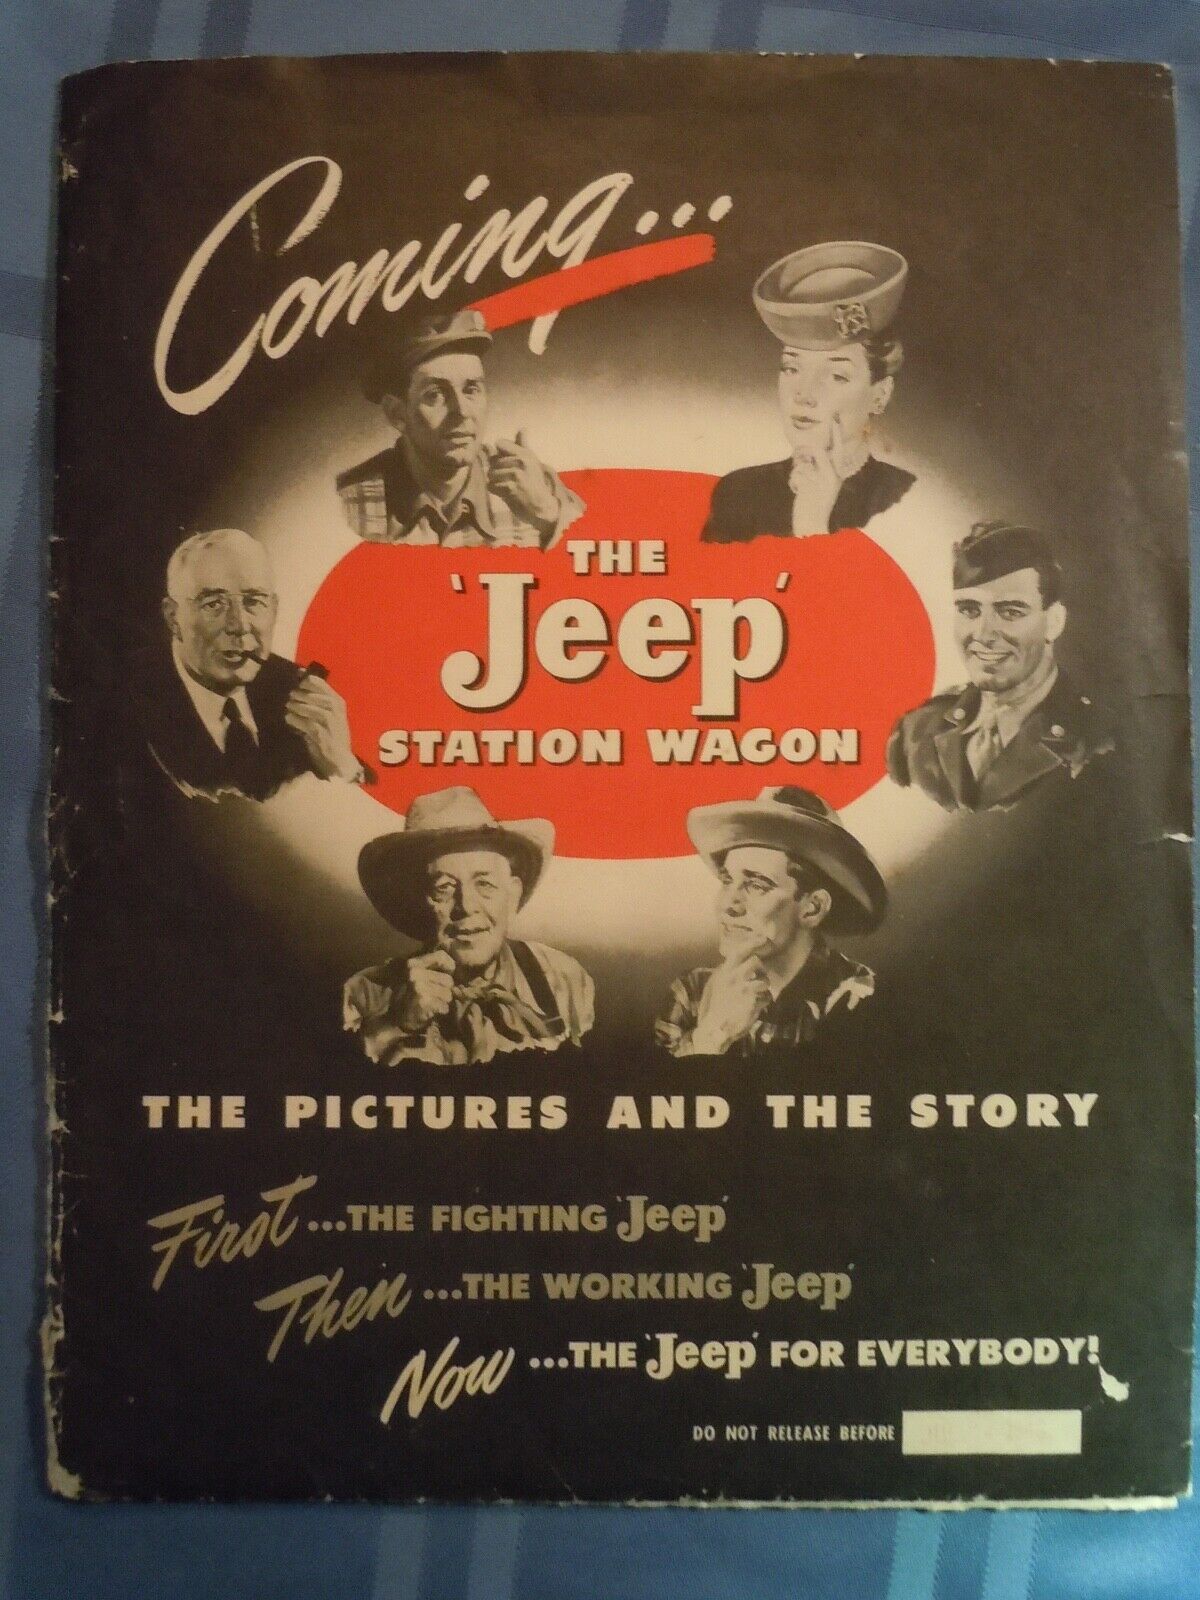 Coming...
THE
'Jeep'
STATION WAGON
THE PICTURES AND THE STORY
First...THE FIGHTING 'Jeep'
Then...THE WORKING 'Jeep'
Now...THE 'Jeep' FOR EVERYBODY!
DO NOT RELEASE BEFORE